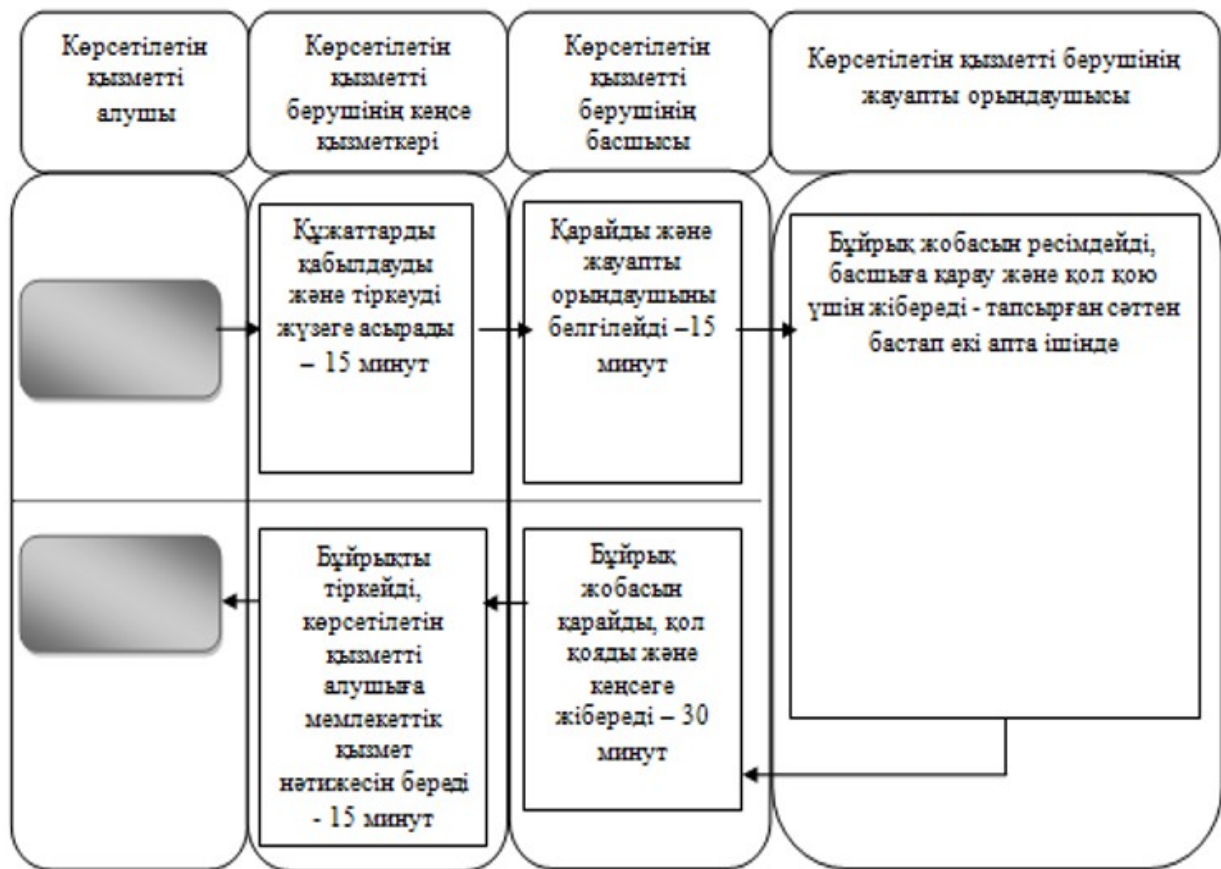 Көрсетілетін
қызметті
алушы
Көрсетілетін
қызметті
берушінің кеңсе
қызметкері
Көрсетілетін
қызметті
берушінің
басшысы
Көрсетілетін қызметті берушінің
жауапты орындаушысы
Құжаттарды
қабылдауды
және тіркеуді
жүзеге асырады
– 15 минут
Қарайды және
жауапты
орындаушыны
белгілейді –15
минут
Бұйрық жобасын ресімдейді,
басшыға қарау және қол қою
үшін жібереді - тапсырған сәттен
бастап екі апта ішінде
Бұйрықты
тіркейді,
көрсетілетін
қызметті
алушыға
мемлекеттік
қызмет
нәтижесін береді
- 15 минут
Бұйрық
жобасын
қарайды, қол
қояды және
кеңсеге
жібереді – 30
минут